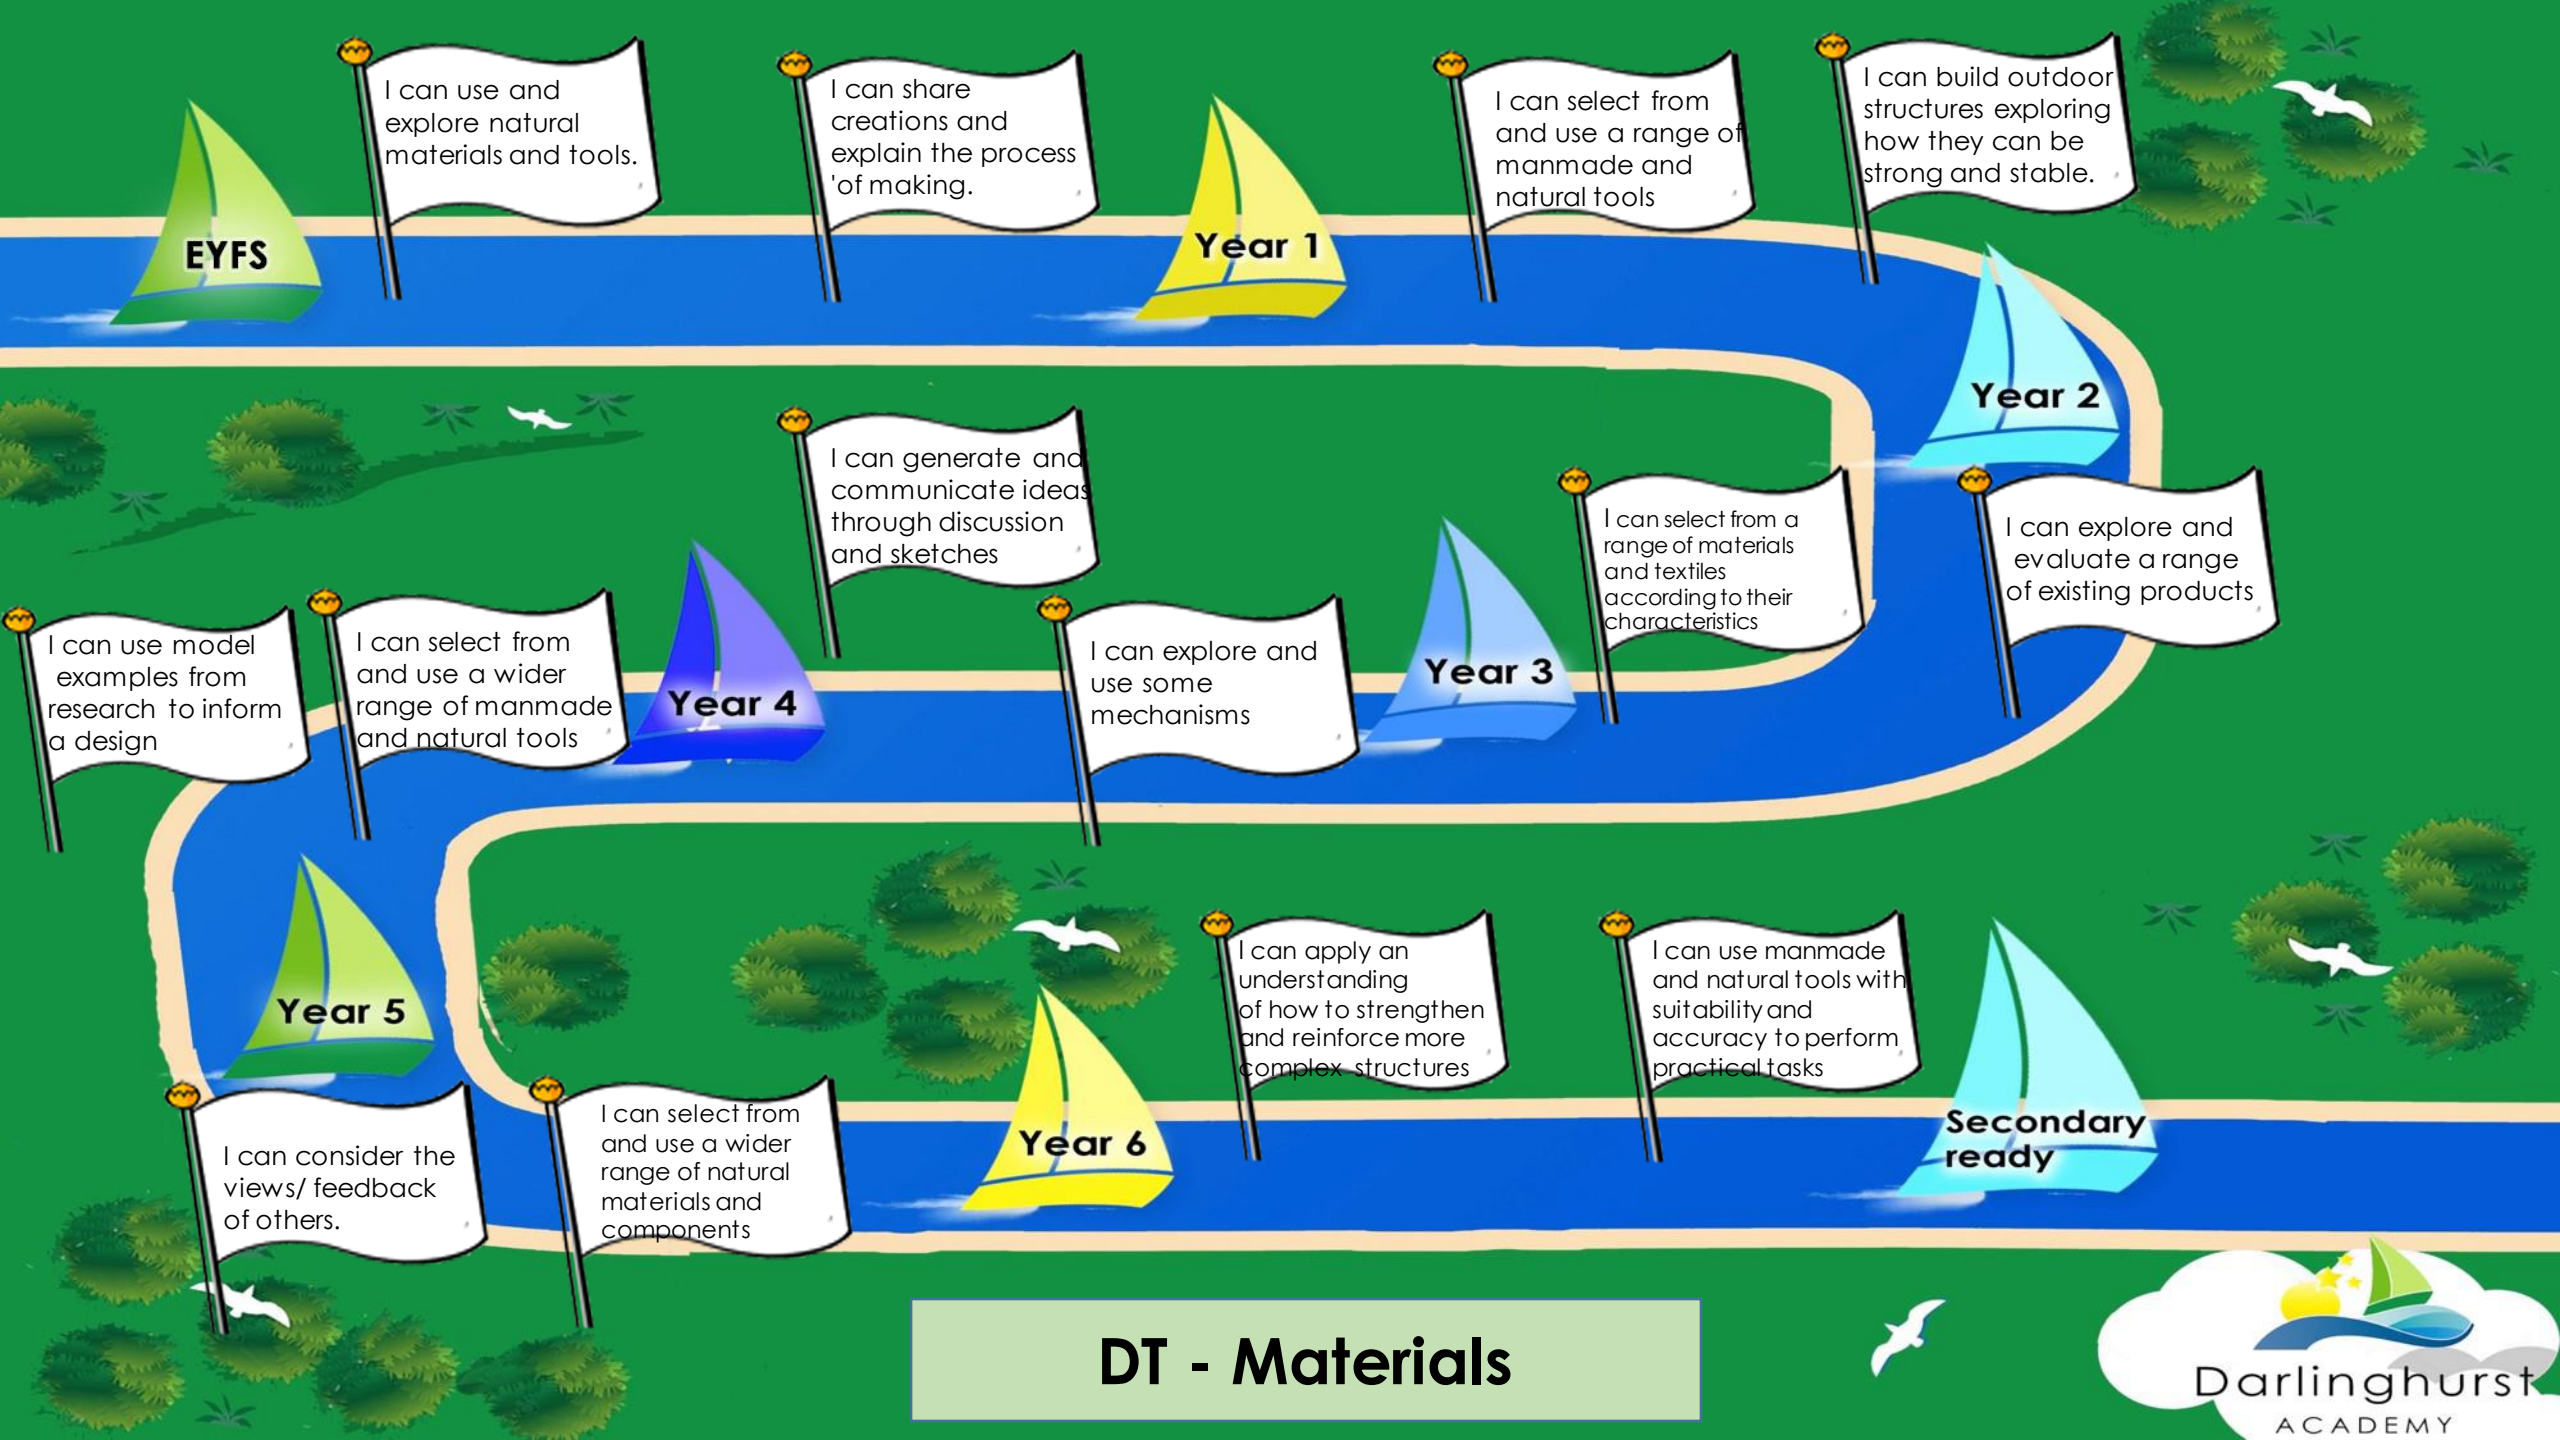 EYFS
I can use and
explore natural
materials and tools.
I can share
creations and
explain the process
'of making.
Year 1
I can select from
and use a range of
manmade and
natural tools
I can build outdoor
structures exploring
how they can be
strong and stable.
Year 2
I can explore and
evaluate a range
of existing products
I can select from a
range of materials
and textiles
according to their
characteristics
Year 3
I can explore and
use some
mechanisms
I can generate and
communicate ideas
through discussion
and sketches
Year 4
I can select from
and use a wider
range of manmade
and natural tools
I can use model
examples from
research to inform
a design
Year 5
I can consider the
views/ feedback
of others.
I can select from
and use a wider
range of natural
materials and
components
Year 6
I can apply an
understanding
of how to strengthen
and reinforce more
complex structures
I can use manmade
and natural tools with
suitability and
accuracy to perform
practical tasks
Secondary
ready
DT - Materials
Darlinghurst
ACADEMY